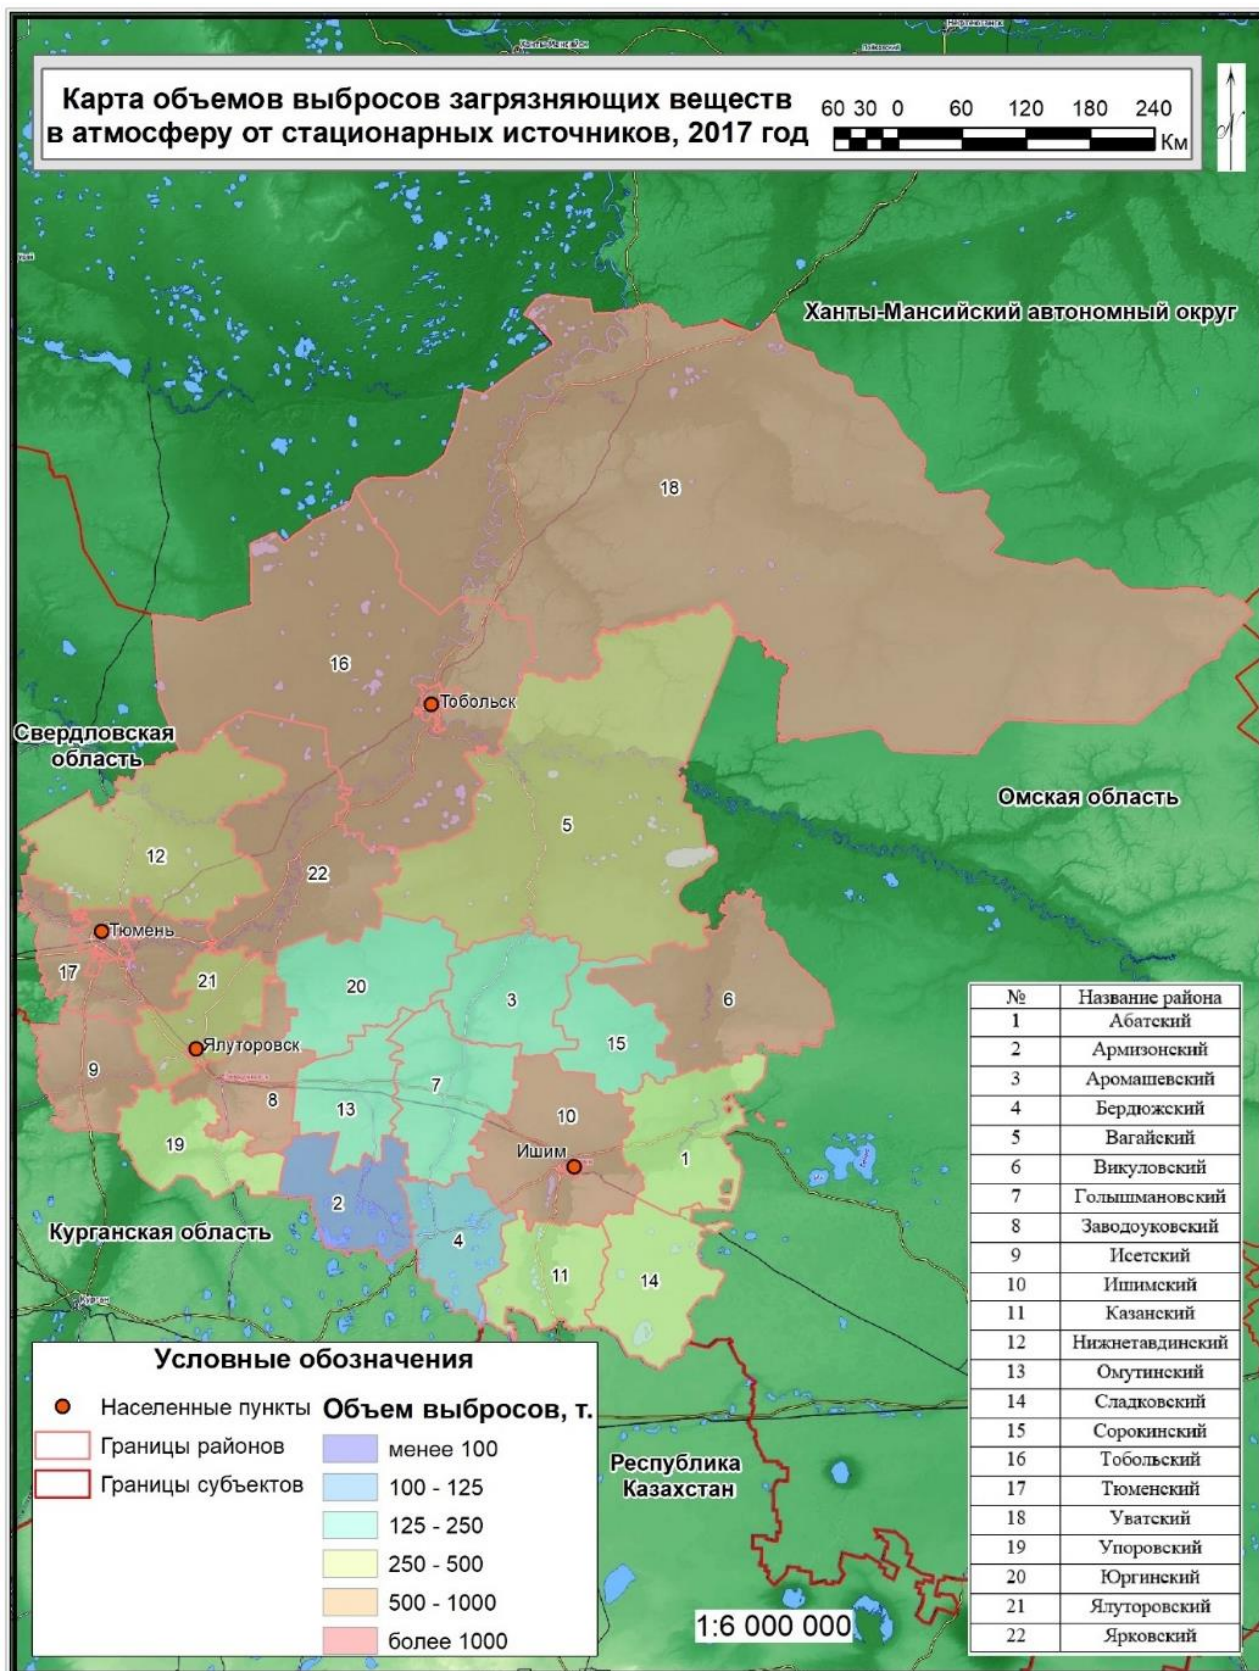 Нефтеюганск
Ханты-Мансийск
Пойковский
Карта объемов выбросов загрязняющих веществ
в атмосферу от стационарных источников, 2017 год
60 30 0 60 120 180 240
Км
N
Ханты-Мансийский автономный округ
18
16
Тобольск
Свердловская
область
Омская область
5
12
22
Тюмень
17
21
20
3
6
15
Ялуторовск
9
8
13
7
10
Ишим
1
19
2
4
11
14
Курганская область
Курган
№ Название района
1 Абатский
2 Армизонский
3 Аромашевский
4 Бердюжский
5 Вагайский
6 Викуловский
7 Голышмановский
8 Заводоуковский
9 Исетский
10 Ишимский
11 Казанский
12 Нижнетавдинский
13 Омутинский
14 Сладковский
15 Сорокинский
16 Тобольский
17 Тюменский
18 Уватский
19 Упоровский
20 Юргинский
21 Ялуторовский
22 Ярковский
Условные обозначения
Населенные пункты
Границы районов
Границы субъектов
Объем выбросов, т.
менее 100
100 - 125
125 - 250
250 - 500
500 - 1000
более 1000
Республика
Казахстан
1:6 000 000